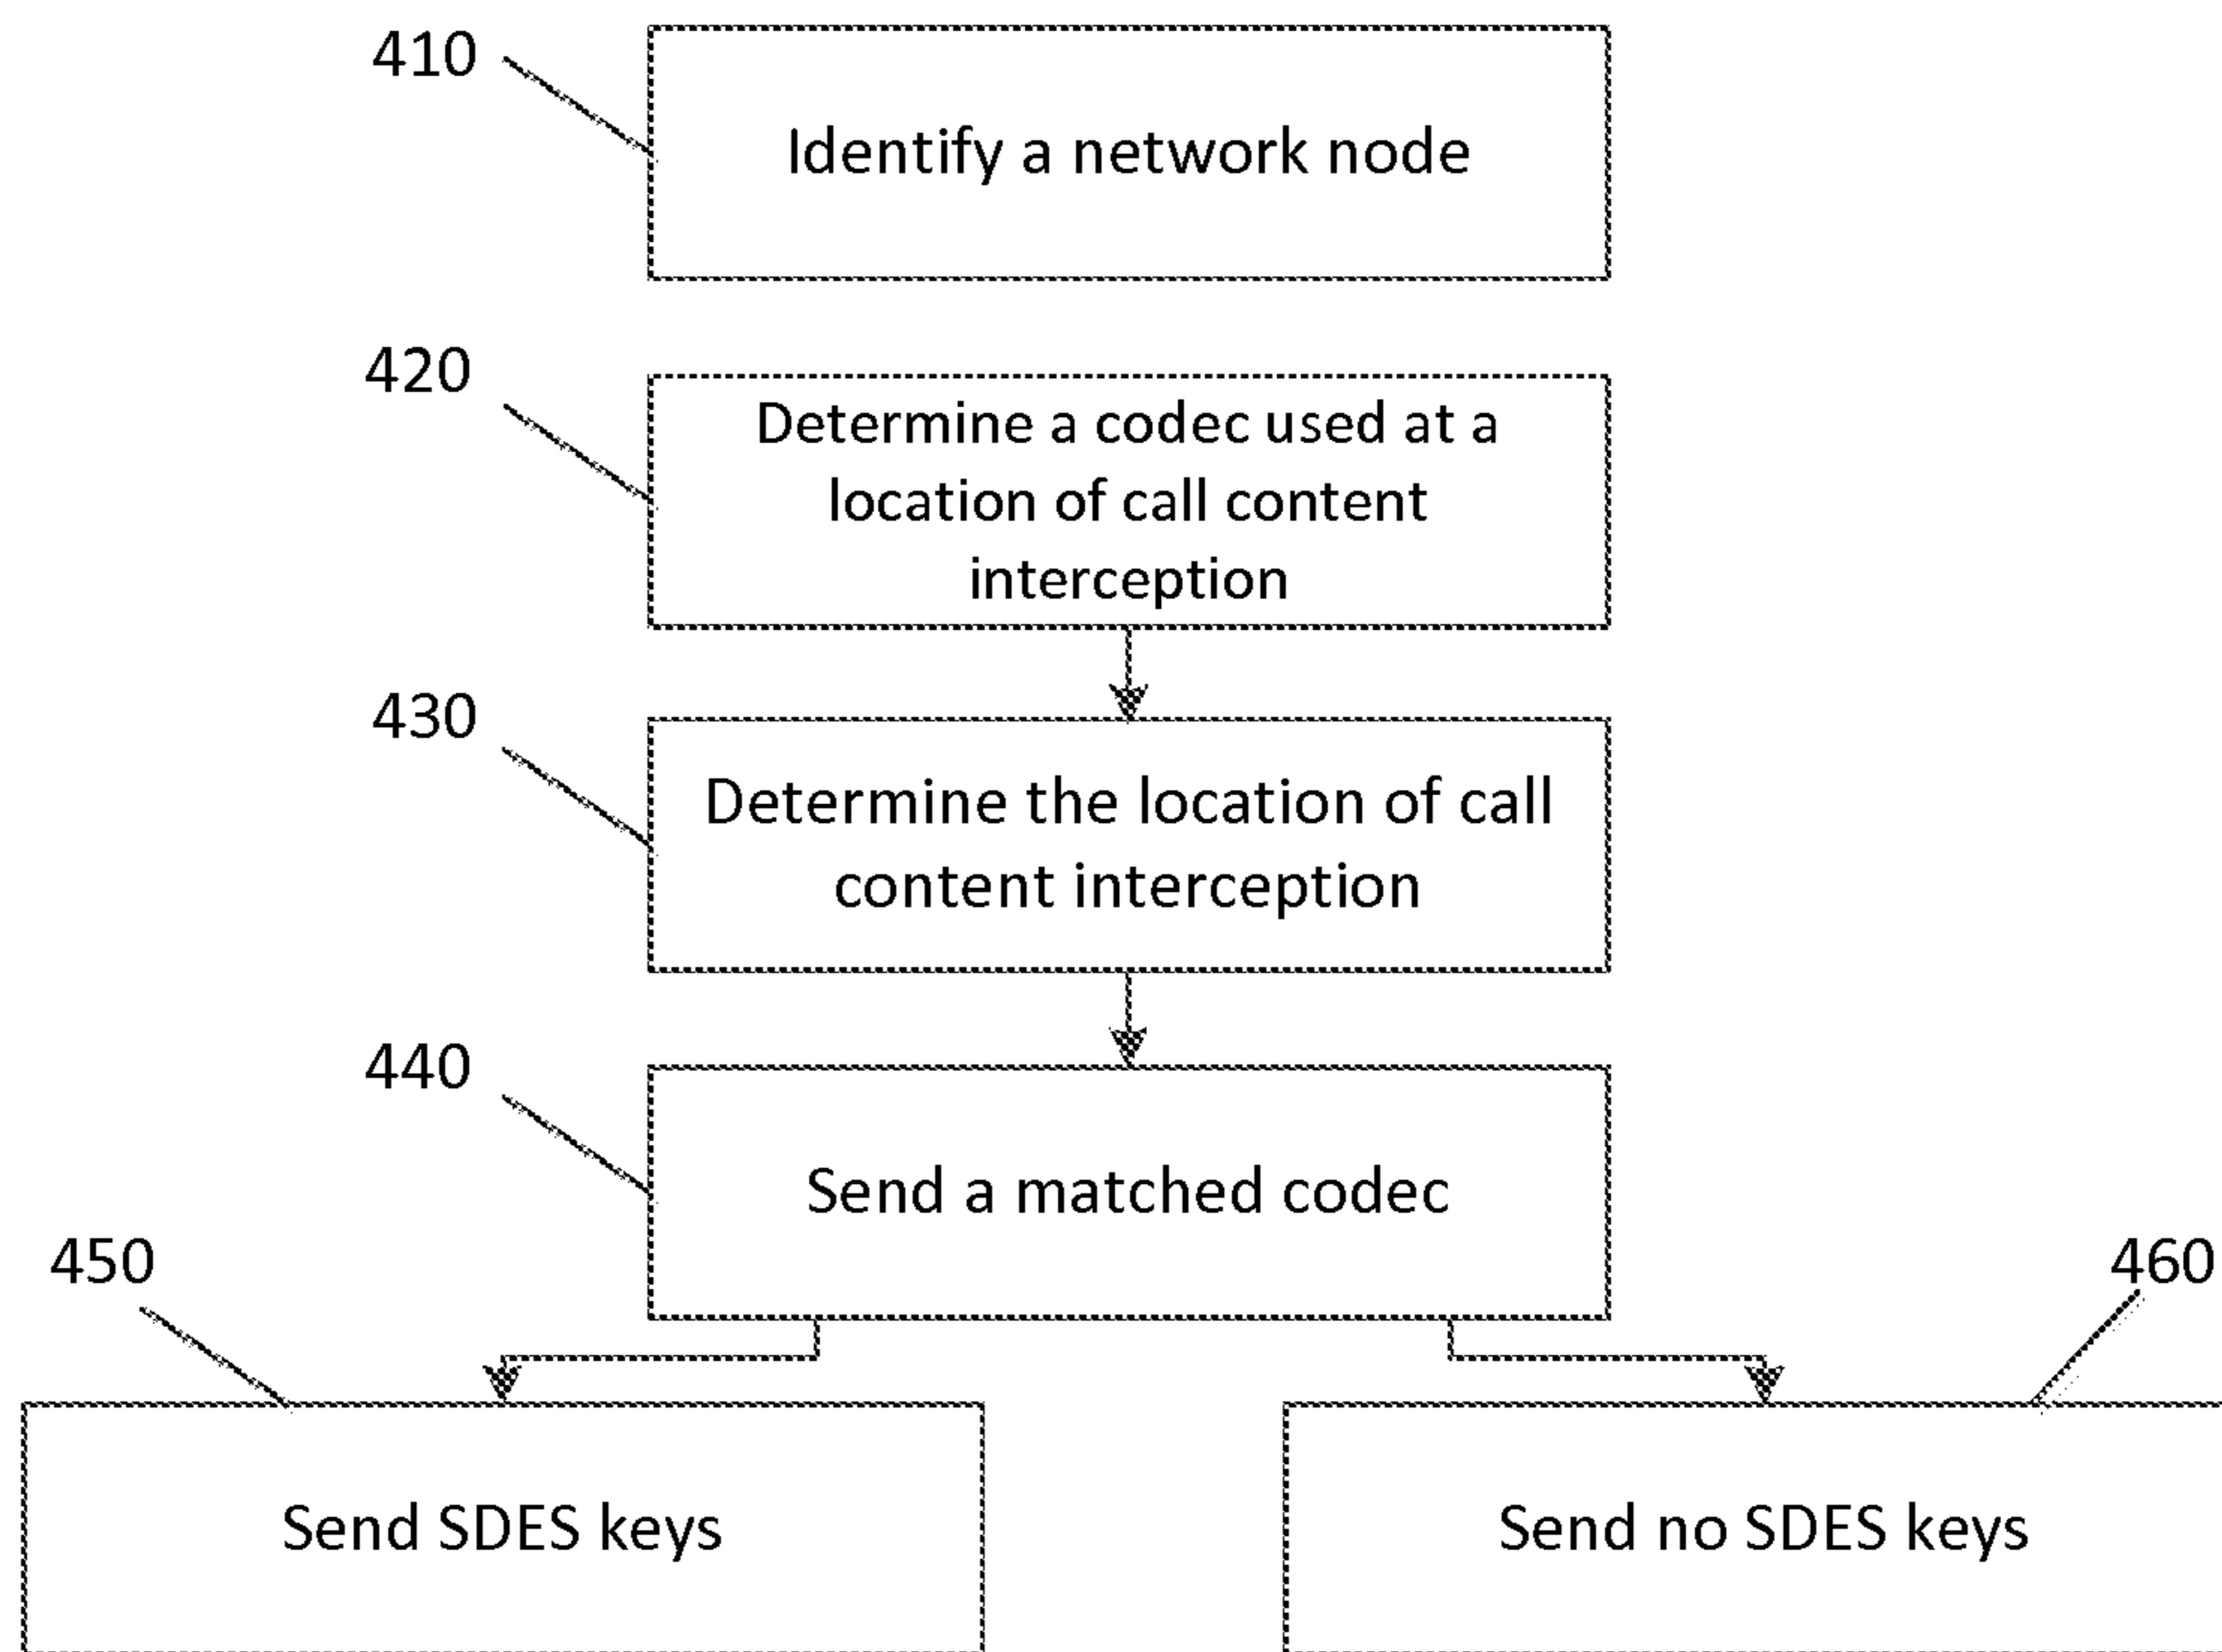 410
Identify a network node
420
Determine a codec used at a
location of call content
interception
430
Determine the location of call
content interception
440
Send a matched codec
450
460
Send SDES keys
Send no SDES keys